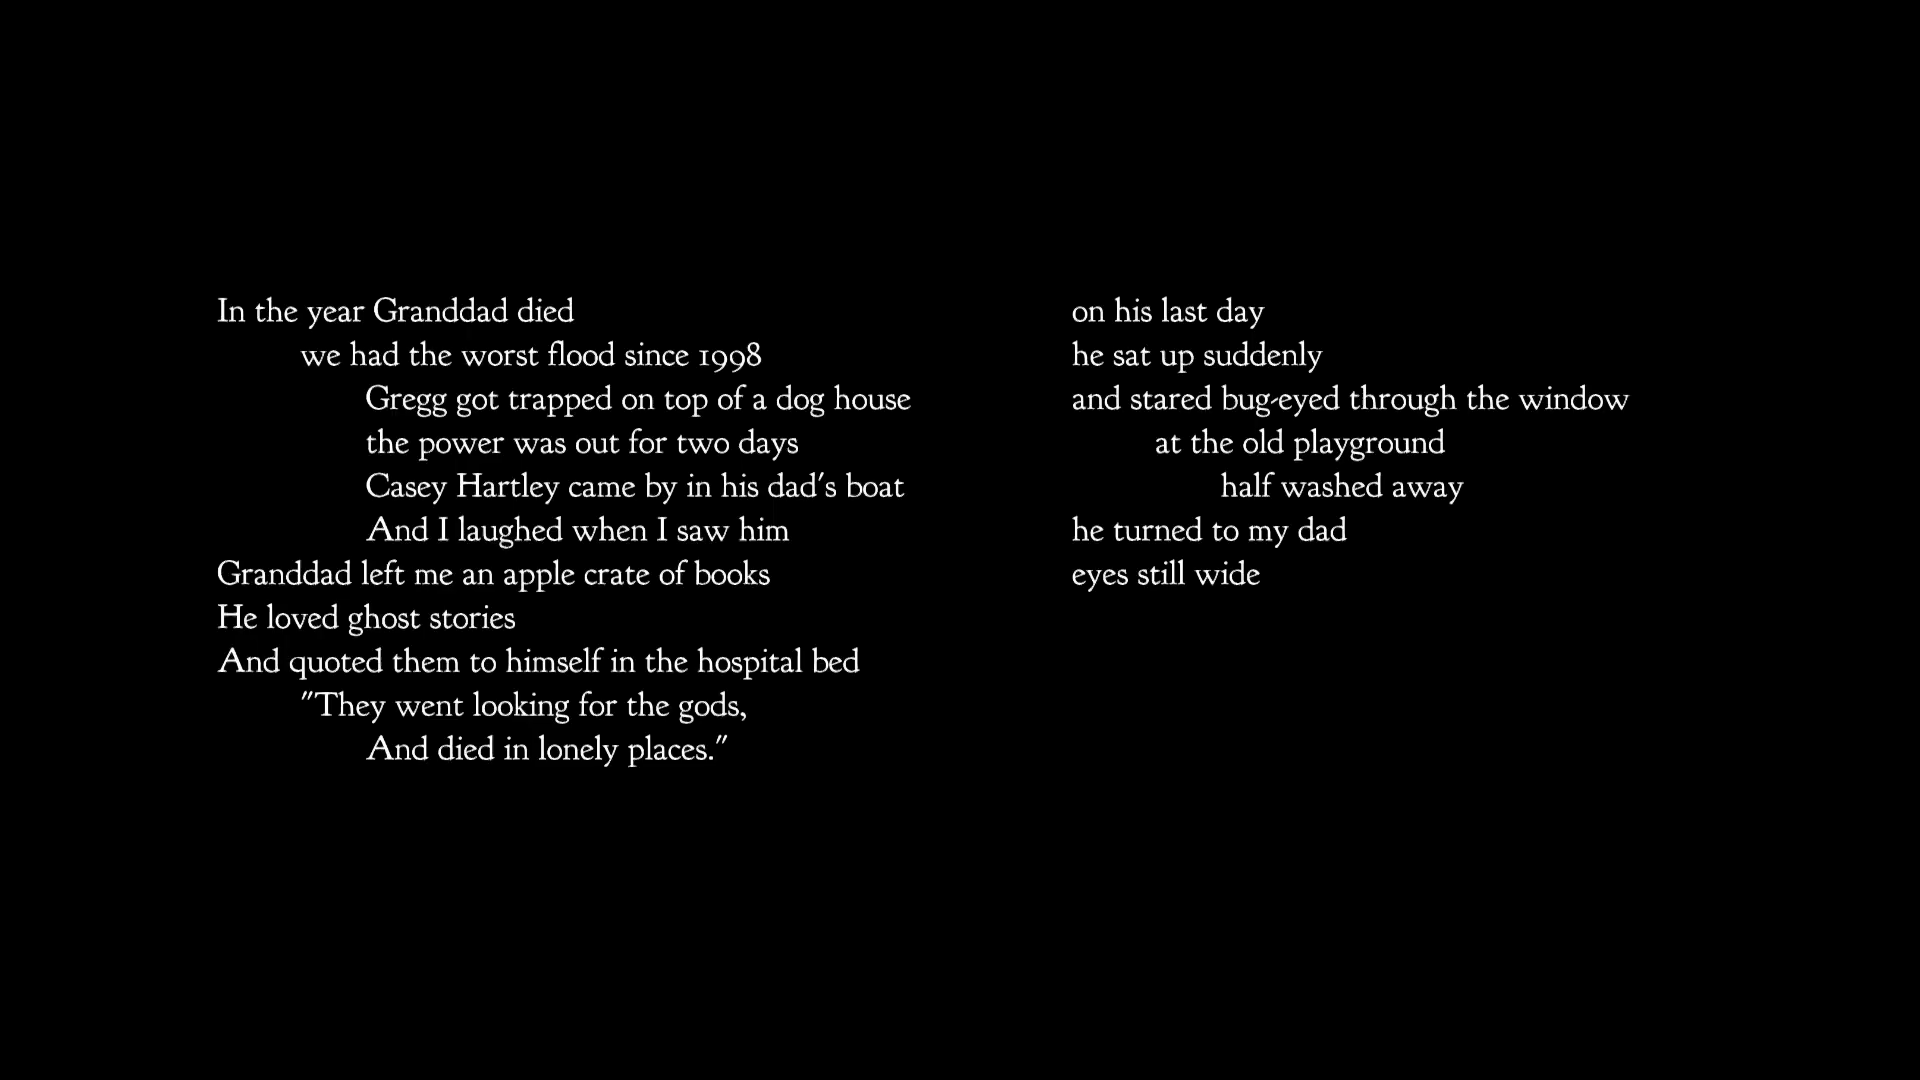 In the year Granddad died
we had the worst flood since 1998
Gregg got trapped on top of a dog house
the power was out for two days
Casey Hartley came by in his dad's boat
And I laughed when I saw him
Granddad left me an apple crate of books
He loved ghost stories
And quoted them to himself in the hospital bed
"They went looking for the gods,
And died in lonely places."
on his last day
he sat up suddenly
and stared bug-eyed through the window
at the old playground
half washed away
he turned to my dad
eyes still wide